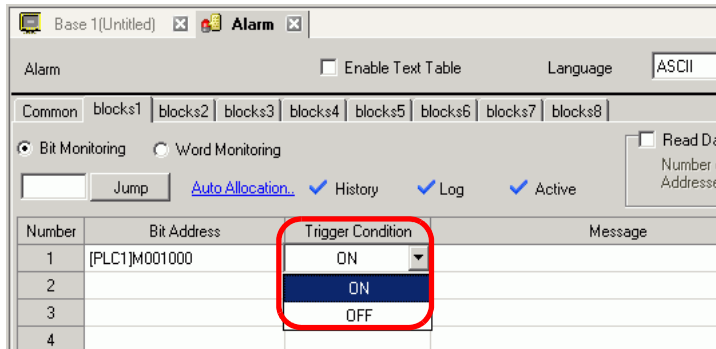 Base 1(Untitled) Alarm
Alarm Enable Text Table Language ASCII
Common blocks1 blocks2 blocks3 blocks4 blocks5 blocks6 blocks7 blocks8
Bit Monitoring Word Monitoring Read Da
Jump Auto Allocation.. History Log Active Number
Addresse
Number Bit Address Trigger Condition Message
1 [PLC1]M001000 ON
2 ON
3 OFF
4